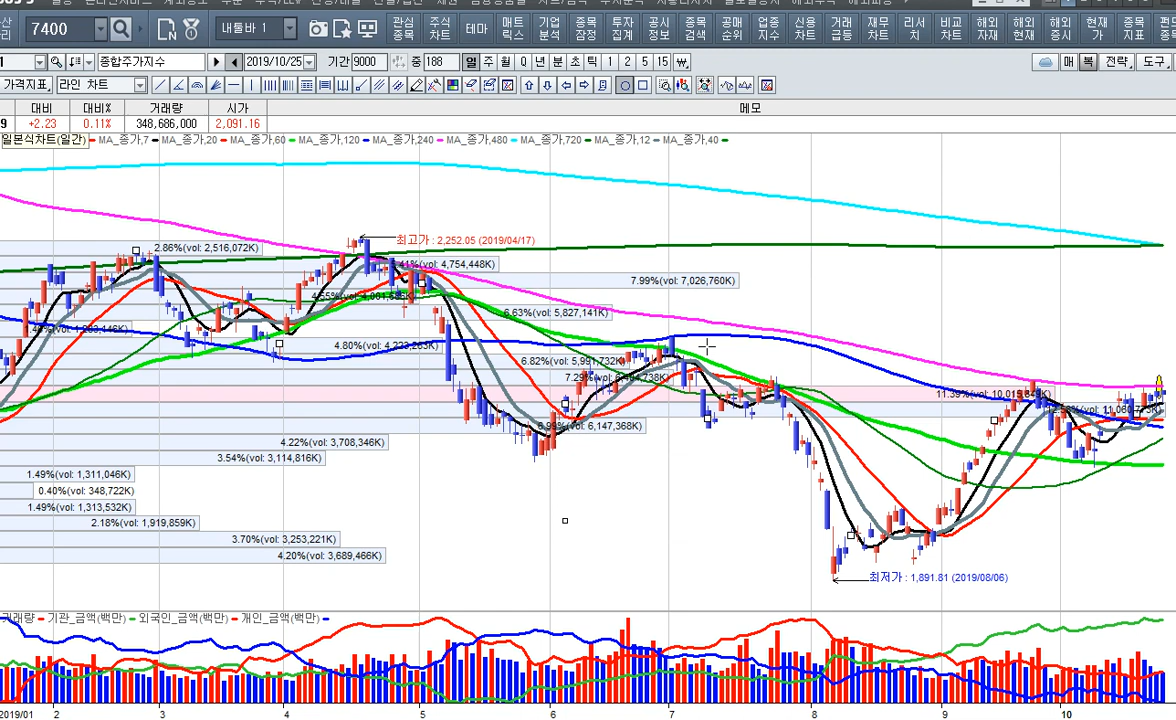 7400
내툴바 1
관심
종목
주식
차트
테마
매트
릭스
기업
분석
종목
잠정
투자
집계
공시
정보
종목
검색
공매
순위
업종
지수
신용
차트
거래
급등
재무
차트
리서
치
비교
차트
해외
자재
해외
현재
해외
증시
현재
가
종목
지표
종합주가지수
2019/10/25
기간 9000
중 188
일 주 월 Q 년 분 초 틱 1 2 5 15
매 복 전략 도구
가격지표 라인 차트
대비 대비% 거래량 시가 메모
+2.23 0.11% 348,686,000 2,091.16
일본식차트(일간) MA_종가,7 MA_종가,20 MA_종가,60 MA_종가,120 MA_종가,240 MA_종가,480 MA_종가,720 MA_종가,12 MA_종가,40
최고가 : 2,252.05 (2019/04/17)
2.86%(vol: 2,516,072K)
7.99%(vol: 7,026,760K)
6.63%(vol: 5,827,141K)
4.80%(vol: 4,223,263K)
6.82%(vol: 5,991,732K)
4.22%(vol: 3,708,346K)
3.54%(vol: 3,114,816K)
1.49%(vol: 1,311,046K)
0.40%(vol: 348,722K)
1.49%(vol: 1,313,532K)
2.18%(vol: 1,919,859K)
3.70%(vol: 3,253,221K)
4.20%(vol: 3,689,466K)
최저가 : 1,891.81 (2019/08/06)
거래량 기관_금액(백만) 외국인_금액(백만) 개인_금액(백만)
2019/01 2 3 4 5 6 7 8 9 10